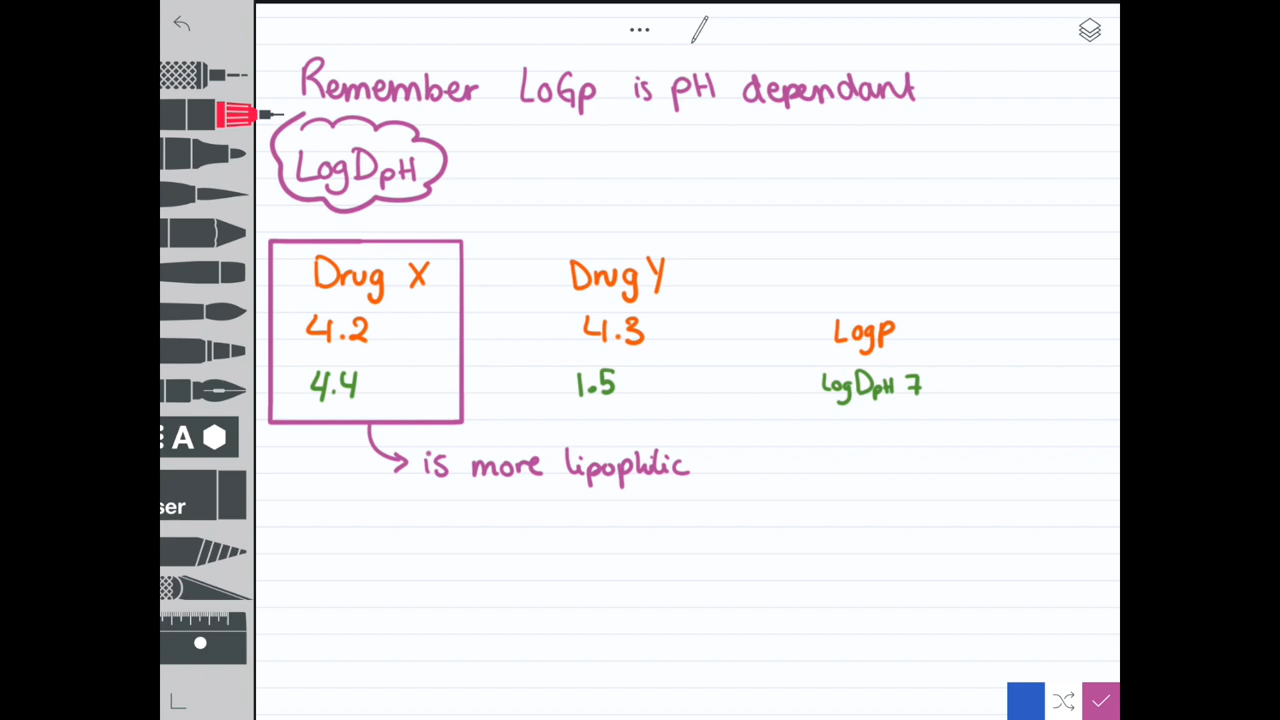 Remember LoGp is pH dependant
LogDpH
Drug X Drug Y
4.2 4.3 Logp
4.4 1.5 LogDpH 7
is more lipophilic
A
ser